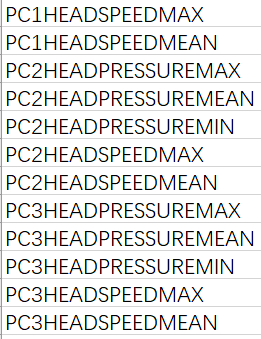 PC1HEADSPEEDMAX
PC1HEADSPEEDMEAN
PC2HEADPRESSUREMAX
PC2HEADPRESSUREMEAN
PC2HEADPRESSUREMIN
PC2HEADSPEEDMAX
PC2HEADSPEEDMEAN
PC3HEADPRESSUREMAX
PC3HEADPRESSUREMEAN
PC3HEADPRESSUREMIN
PC3HEADSPEEDMAX
PC3HEADSPEEDMEAN